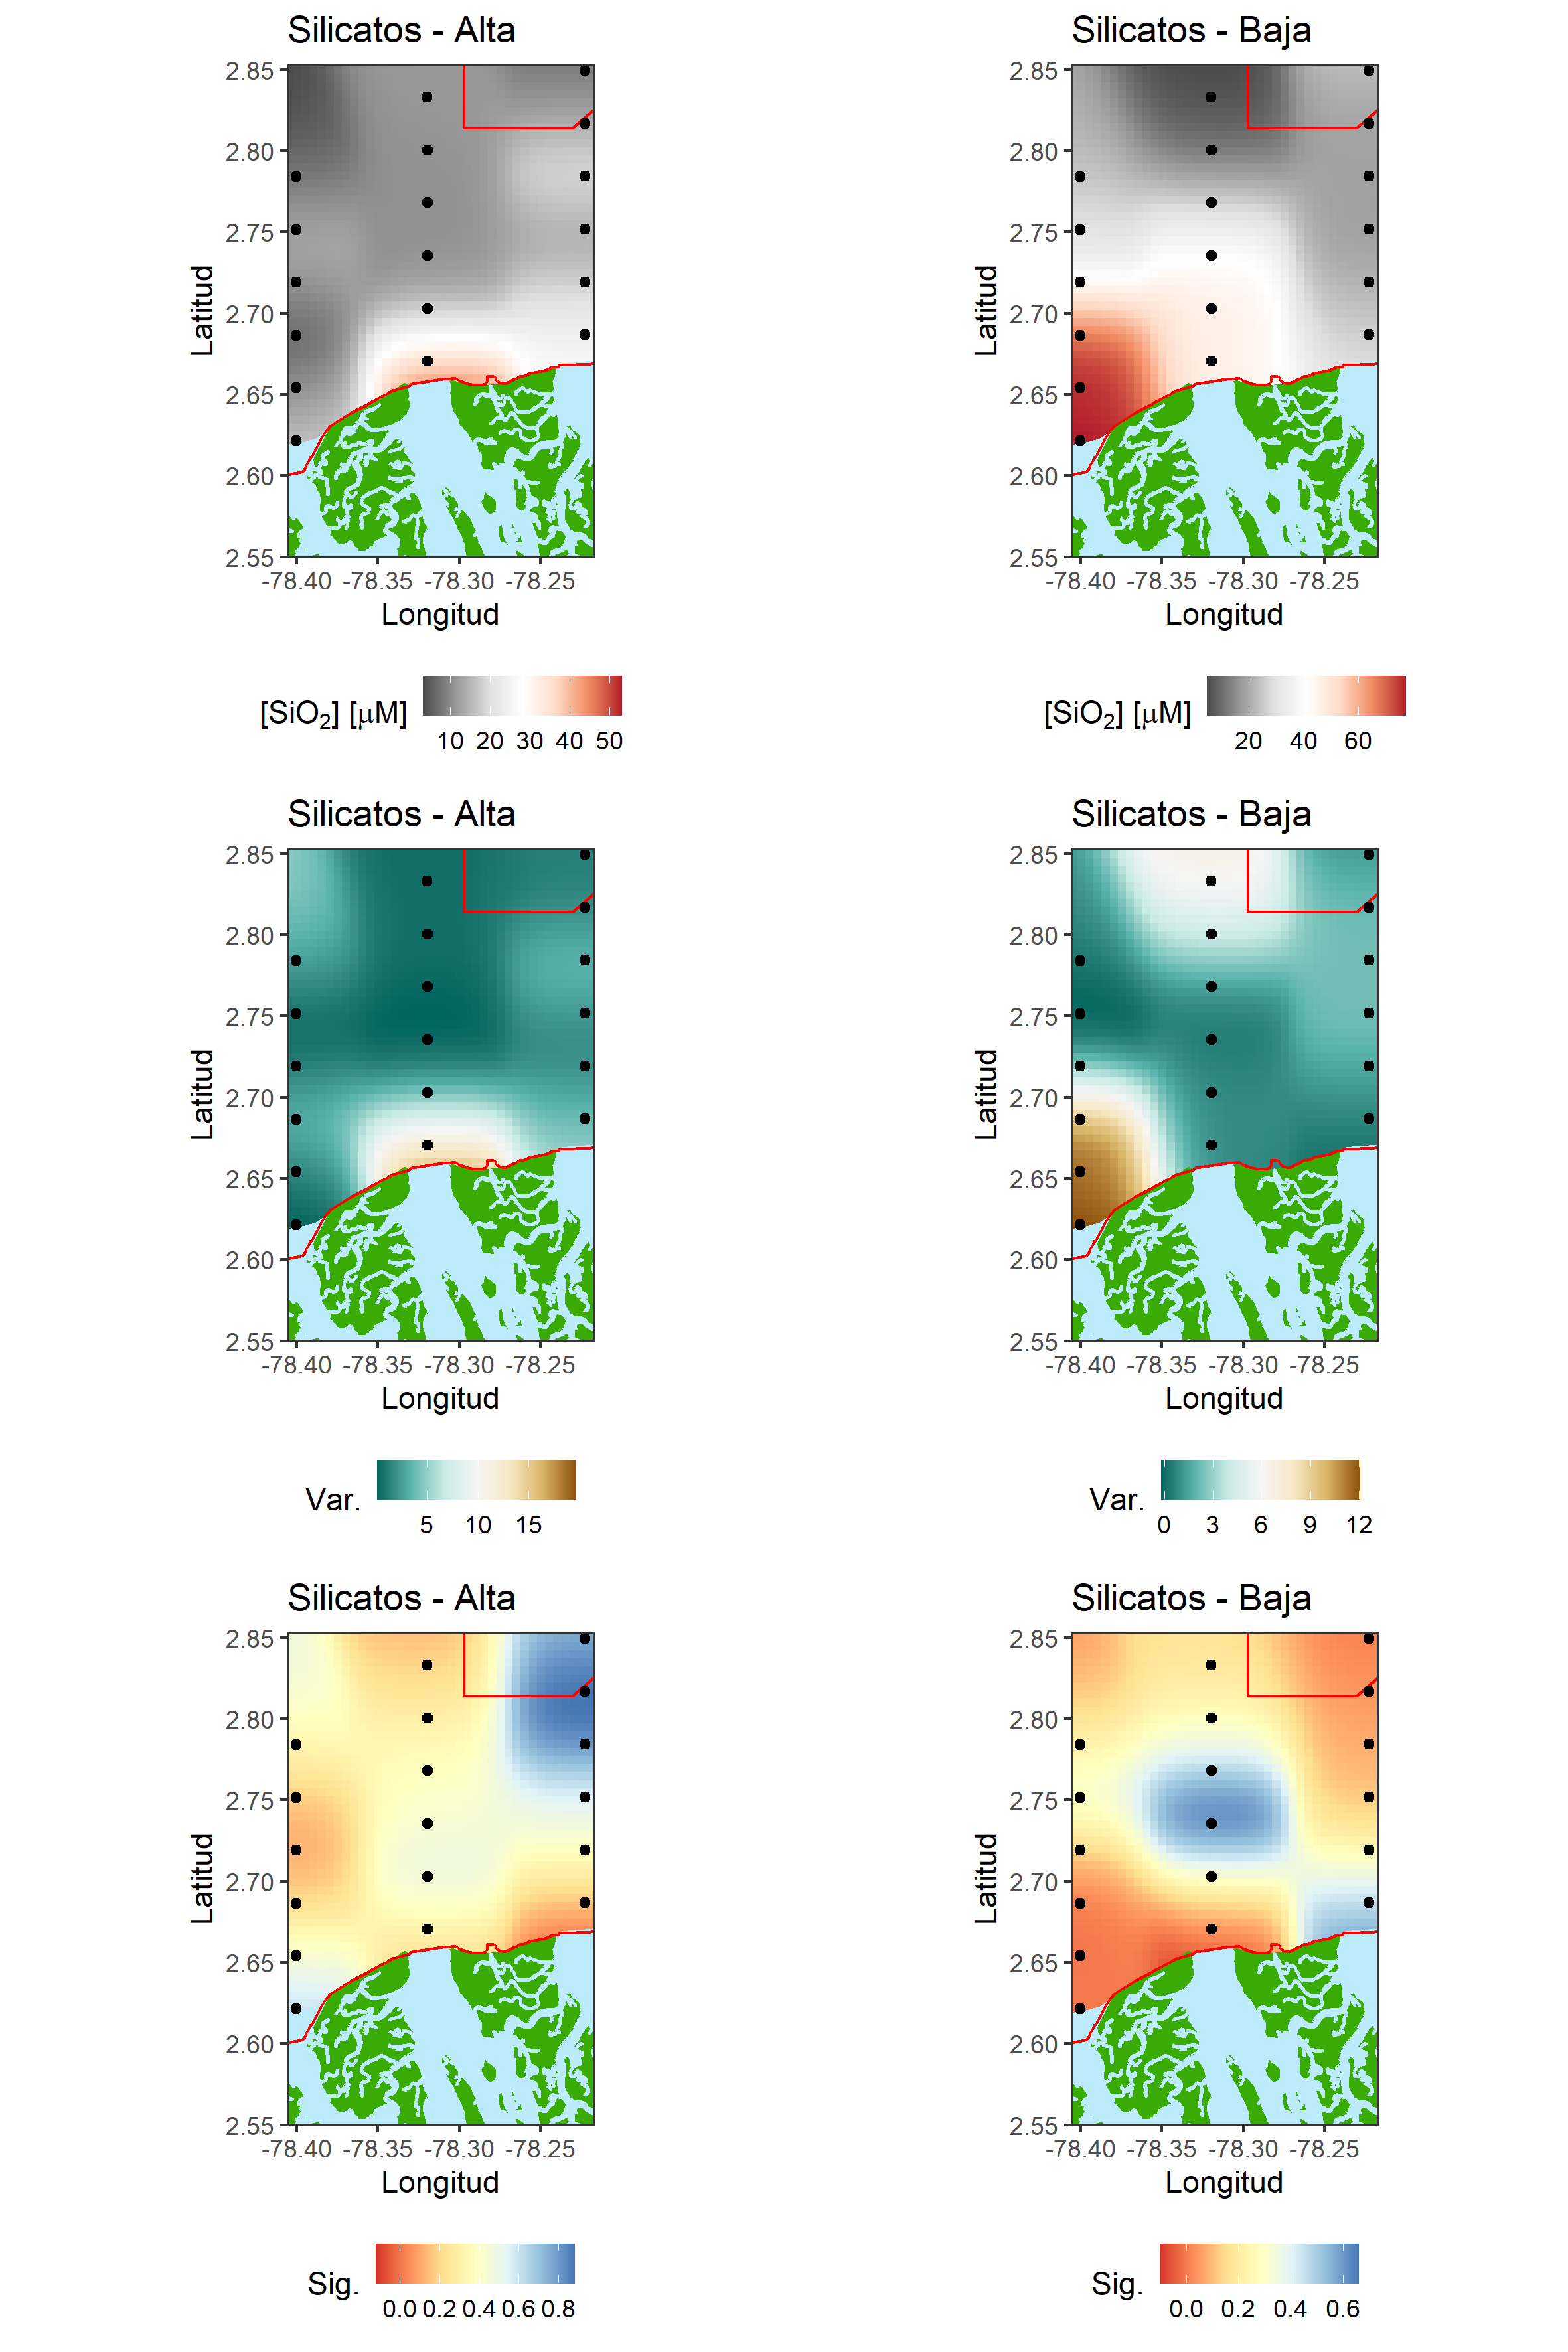 Silicatos - Alta
Silicatos - Baja
2.85
2.80
2.75
2.70
2.65
2.60
2.55
Latitud
-78.40 -78.35 -78.30 -78.25
Longitud
2.85
2.80
2.75
2.70
2.65
2.60
2.55
Latitud
-78.40 -78.35 -78.30 -78.25
Longitud
[SiO₂] [μM]
10 20 30 40 50
[SiO₂] [μM]
20 40 60
Silicatos - Alta
Silicatos - Baja
2.85
2.80
2.75
2.70
2.65
2.60
2.55
Latitud
-78.40 -78.35 -78.30 -78.25
Longitud
2.85
2.80
2.75
2.70
2.65
2.60
2.55
Latitud
-78.40 -78.35 -78.30 -78.25
Longitud
Var.
5 10 15
Var.
0 3 6 9 12
Silicatos - Alta
Silicatos - Baja
2.85
2.80
2.75
2.70
2.65
2.60
2.55
Latitud
-78.40 -78.35 -78.30 -78.25
Longitud
2.85
2.80
2.75
2.70
2.65
2.60
2.55
Latitud
-78.40 -78.35 -78.30 -78.25
Longitud
Sig.
0.0 0.2 0.4 0.6 0.8
Sig.
0.0 0.2 0.4 0.6